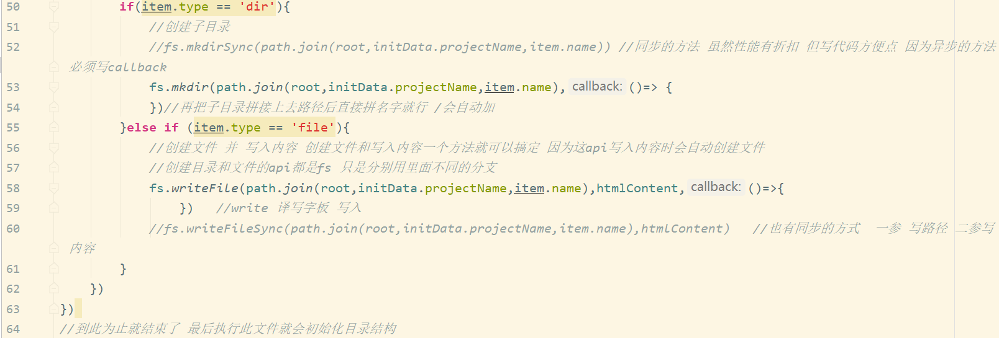 50 if(item.type == 'dir'){
51 //创建子目录
52 //fs.mkdirSync(path.join(root,initData.projectName,item.name)) //同步的方法 虽然性能有折扣 但写代码方便点 因为异步的方法
必须写callback
53 fs.mkdir(path.join(root,initData.projectName,item.name), callback: ()=> {
54 })//再把子目录拼接上去路径后直接拼名字就行 /会自动加
55 }else if (item.type == 'file'){
56 //创建文件 并 写入内容 创建文件和写入内容一个方法就可以搞定 因为这api写入内容时会自动创建文件
57 //创建目录和文件的api都是fs 只是分别用里面不同的分支
58 fs.writeFile(path.join(root,initData.projectName,item.name),htmlContent, callback: ()=>{
59 }) //write 译写字板 写入
60 //fs.writeFileSync(path.join(root,initData.projectName,item.name),htmlContent) //也有同步的方式 一参 写路径 二参写
内容
61 }
62 })
63 })
64 //到此为止就结束了 最后执行此文件就会初始化目录结构